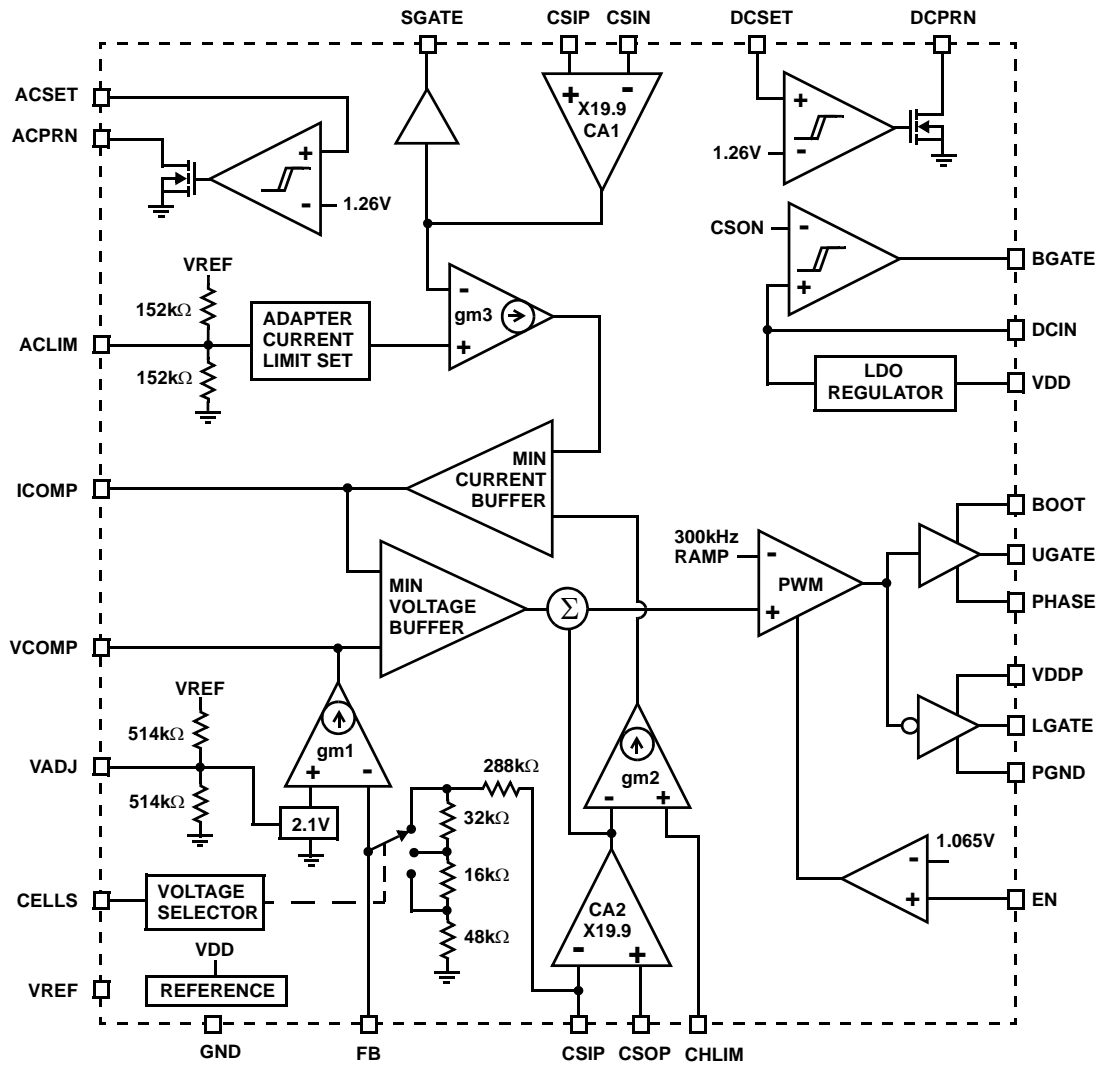 SGATE
CSIP
CSIN
DCSET
DCPRN
ACSET
ACPRN
+
-
1.26V
+
-
X19.9
CA1
+
-
1.26V
CSON
-
+
BGATE
DCIN
LDO
REGULATOR
VDD
VREF
152kΩ
152kΩ
ACLIM
ADAPTER
CURRENT
LIMIT SET
-
gm3
+
MIN
CURRENT
BUFFER
ICOMP
MIN
VOLTAGE
BUFFER
Σ
300kHz
RAMP
-
PWM
+
BOOT
UGATE
PHASE
VCOMP
VDDP
LGATE
PGND
VREF
514kΩ
514kΩ
VADJ
gm1
+
-
2.1V
288kΩ
32kΩ
16kΩ
48kΩ
gm2
-
+
1.065V
-
+
EN
CELLS
VOLTAGE
SELECTOR
CA2
X19.9
-
+
VDD
REFERENCE
VREF
GND
FB
CSIP
CSOP
CHLIM